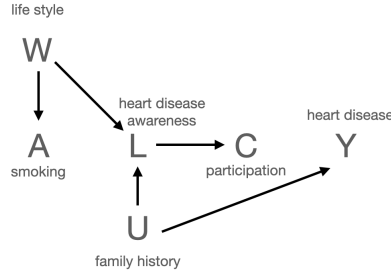 life style
W
heart disease
awareness
heart disease
A
L
C
Y
smoking
participation
U
family history